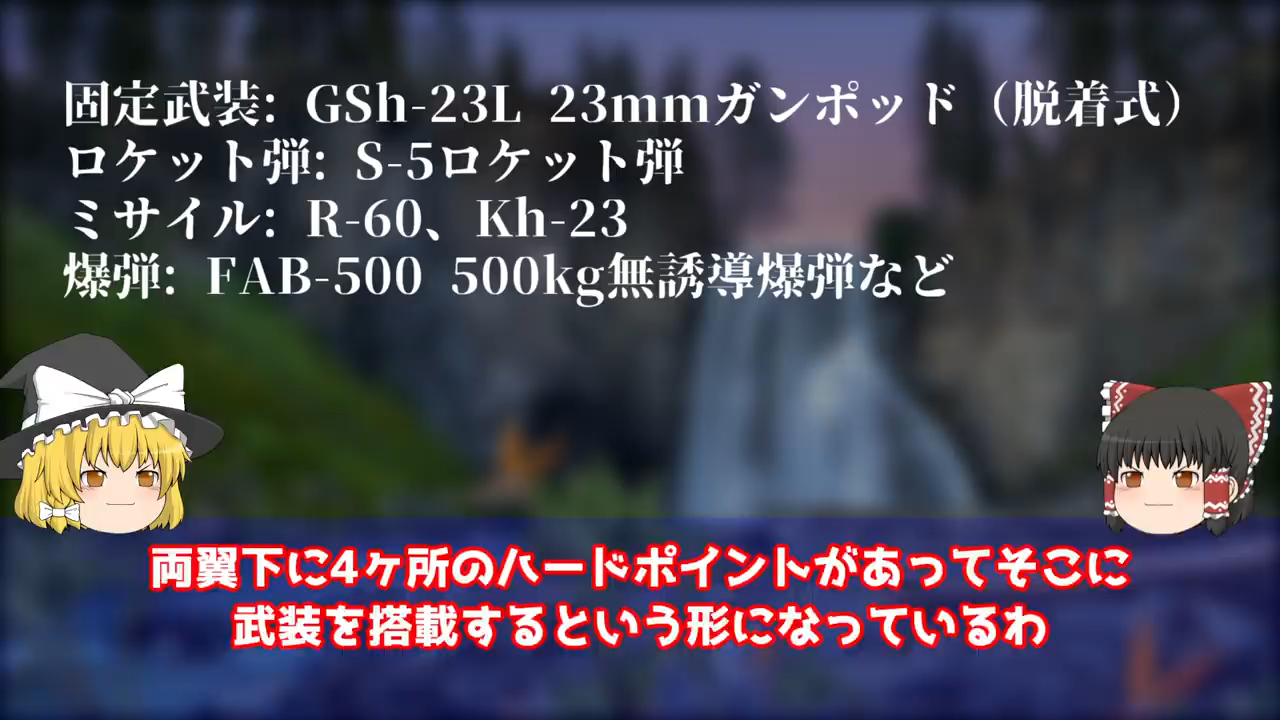 固定武装: GSh-23L 23mmガンポッド（脱着式）
ロケット弾: S-5ロケット弾
ミサイル: R-60、Kh-23
爆弾: FAB-500 500kg無誘導爆弾など
両翼下に4ヶ所のハードポイントがあってそこに
武装を搭載するという形になっているわ